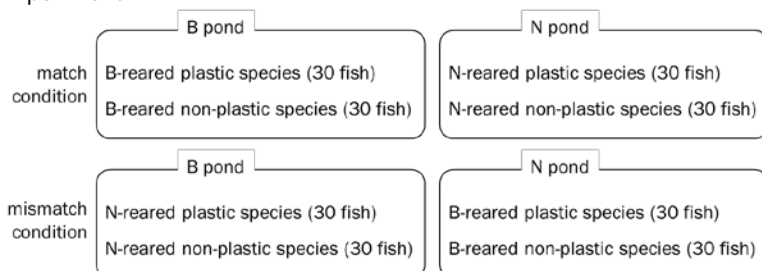 B pond
N pond
match condition
B-reared plastic species (30 fish)
B-reared non-plastic species (30 fish)
N-reared plastic species (30 fish)
N-reared non-plastic species (30 fish)
B pond
N pond
mismatch condition
N-reared plastic species (30 fish)
N-reared non-plastic species (30 fish)
B-reared plastic species (30 fish)
B-reared non-plastic species (30 fish)